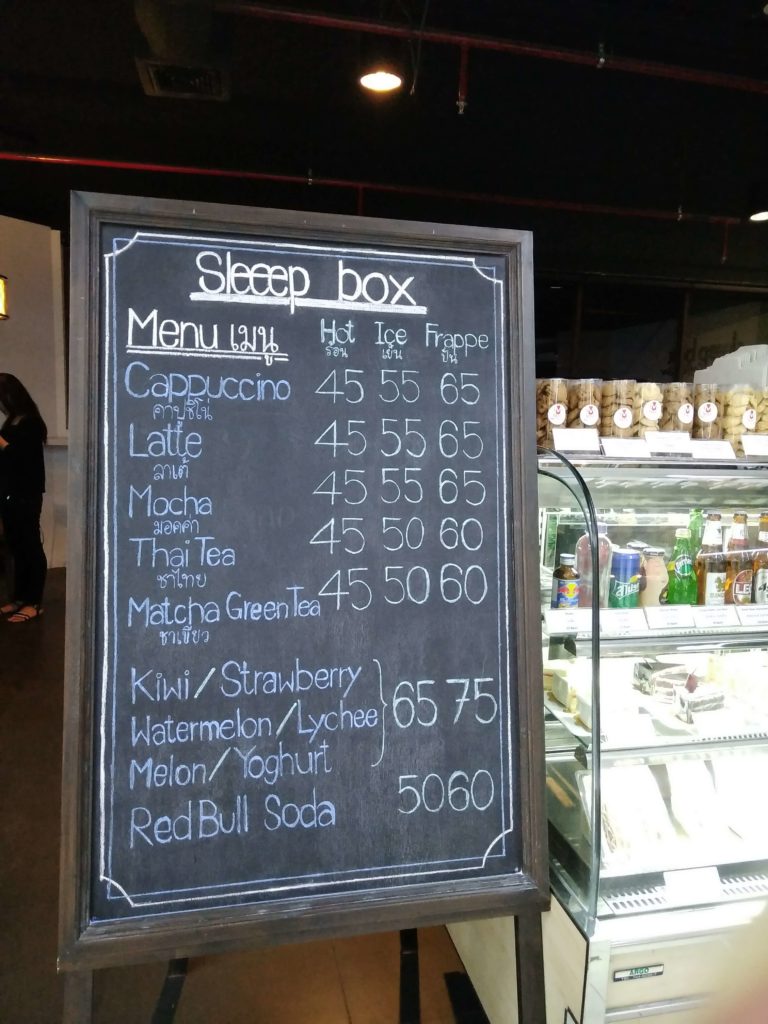 Sleeep box
Menu เมนู Hot Ice Frappe
ร้อน เย็น ปั่น
Cappuccino 45 55 65
คาปูชิโน
Latte 45 55 65
ลาเต้
Mocha 45 55 65
มอคคา
Thai Tea 45 50 60
ชาไทย
Matcha Green Tea 45 50 60
ชาเขียว
Kiwi/Strawberry
Watermelon/Lychee 65 75
Melon/Yoghurt
Red Bull Soda 50 60
ARGO